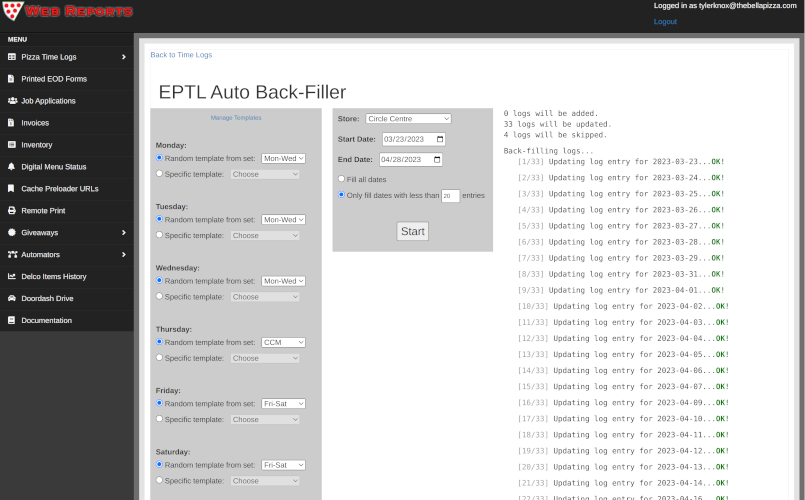 Web Reports
Logged in as tylerknox@thebellapizza.com
Logout
MENU
Pizza Time Logs
Printed EOD Forms
Job Applications
Invoices
Inventory
Digital Menu Status
Cache Preloader URLs
Remote Print
Giveaways
Automators
Delco Items History
Doordash Drive
Documentation
Back to Time Logs
EPTL Auto Back-Filler
Manage Templates
Monday:
Random template from set: Mon-Wed
Specific template: Choose
Tuesday:
Random template from set: Mon-Wed
Specific template: Choose
Wednesday:
Random template from set: Mon-Wed
Specific template: Choose
Thursday:
Random template from set: CCM
Specific template: Choose
Friday:
Random template from set: Fri-Sat
Specific template: Choose
Saturday:
Random template from set: Fri-Sat
Specific template: Choose
Store: Circle Centre
Start Date: 03/23/2023
End Date: 04/28/2023
Fill all dates
Only fill dates with less than 20 entries
Start
0 logs will be added.
33 logs will be updated.
4 logs will be skipped.
Back-filling logs...
[1/33] Updating log entry for 2023-03-23...OK!
[2/33] Updating log entry for 2023-03-24...OK!
[3/33] Updating log entry for 2023-03-25...OK!
[4/33] Updating log entry for 2023-03-26...OK!
[5/33] Updating log entry for 2023-03-27...OK!
[6/33] Updating log entry for 2023-03-28...OK!
[7/33] Updating log entry for 2023-03-29...OK!
[8/33] Updating log entry for 2023-03-31...OK!
[9/33] Updating log entry for 2023-04-01...OK!
[10/33] Updating log entry for 2023-04-02...OK!
[11/33] Updating log entry for 2023-04-03...OK!
[12/33] Updating log entry for 2023-04-04...OK!
[13/33] Updating log entry for 2023-04-05...OK!
[14/33] Updating log entry for 2023-04-06...OK!
[15/33] Updating log entry for 2023-04-07...OK!
[16/33] Updating log entry for 2023-04-09...OK!
[17/33] Updating log entry for 2023-04-10...OK!
[18/33] Updating log entry for 2023-04-11...OK!
[19/33] Updating log entry for 2023-04-12...OK!
[20/33] Updating log entry for 2023-04-13...OK!
[21/33] Updating log entry for 2023-04-14...OK!
[22/33] Updating log entry for 2023-04-16...OK!